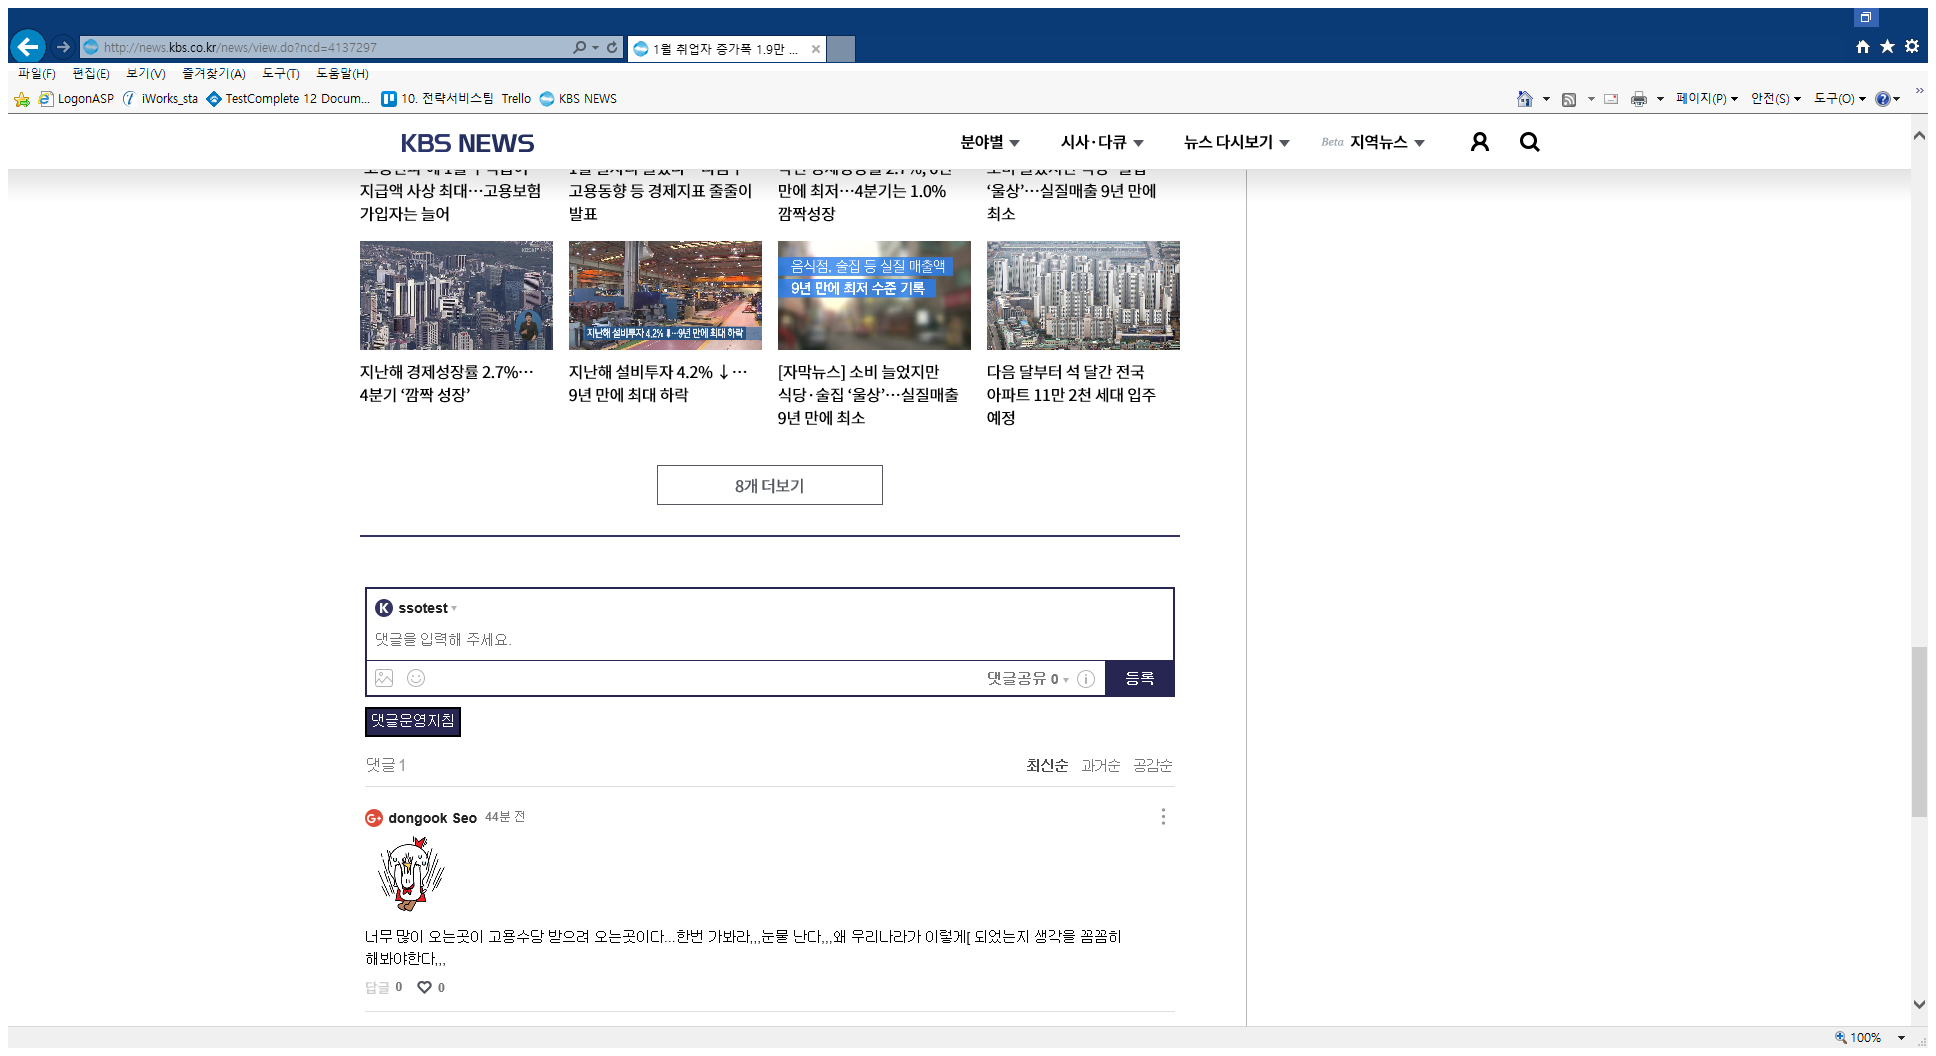 http://news.kbs.co.kr/news/view.do?ncd=4137297
1월 취업자 증가폭 1.9만 ...
파일(F) 편집(E) 보기(V) 즐겨찾기(A) 도구(T) 도움말(H)
LogonASP iWorks_sta TestComplete 12 Docum... 10. 전략서비스팀 Trello KBS NEWS
페이지(P) 안전(S) 도구(O)
KBS NEWS 분야별 시사·다큐 뉴스 다시보기 Beta 지역뉴스
지급액 사상 최대…고용보험
가입자는 늘어
고용동향 등 경제지표 줄줄이
발표
만에 최저…4분기는 1.0%
깜짝성장
‘울상’…실질매출 9년 만에
최소
지난해 설비투자 4.2% ⬇…9년 만에 최대 하락
음식점, 술집 등 실질 매출액
9년 만에 최저 수준 기록
지난해 경제성장률 2.7%…
4분기 ‘깜짝 성장’
지난해 설비투자 4.2% ↓…
9년 만에 최대 하락
[자막뉴스] 소비 늘었지만
식당·술집 ‘울상’…실질매출
9년 만에 최소
다음 달부터 석 달간 전국
아파트 11만 2천 세대 입주
예정
8개 더보기
K ssotest
댓글을 입력해 주세요.
댓글공유 0 등록
댓글운영지침
댓글 1 최신순 과거순 공감순
G+ dongook Seo 44분 전
너무 많이 오는곳이 고용수당 받으려 오는곳이다...한번 가봐라,,,눈물 난다,,,왜 우리나라가 이렇게[ 되었는지 생각을 꼼꼼히
해봐야한다,,,
답글 0 0
100%